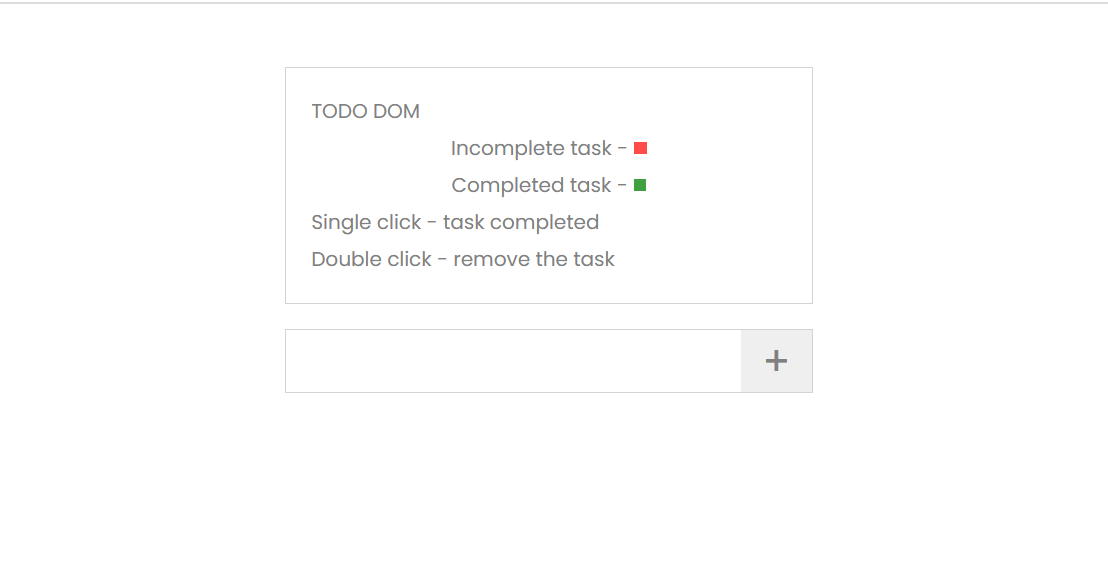 TODO DOM
Incomplete task -
Completed task -
Single click - task completed
Double click - remove the task
+